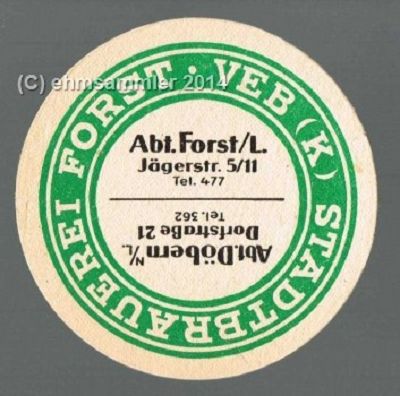 (C) ehmsammler 2014
VEB (K) STADTBRAUEREI FORST ·
Abt. Forst/L.
Jägerstr. 5/11
Tel. 477
Abt. Döbern N/L.
Dorfstraße 21
Tel. 362